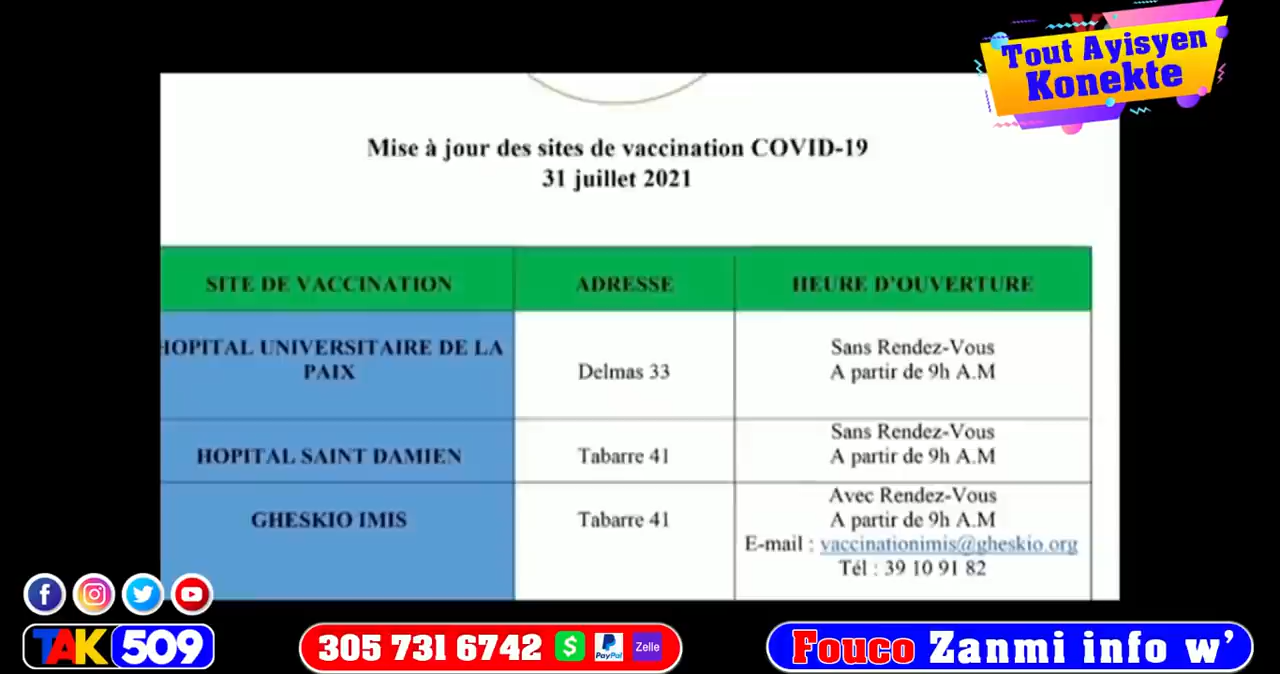 Tout Ayisyen
Konekte
Mise à jour des sites de vaccination COVID-19
31 juillet 2021
SITE DE VACCINATION
ADRESSE
HEURE D'OUVERTURE
HOPITAL UNIVERSITAIRE DE LA
PAIX
Delmas 33
Sans Rendez-Vous
A partir de 9h A.M
HOPITAL SAINT DAMIEN
Tabarre 41
Sans Rendez-Vous
A partir de 9h A.M
GHESKIO IMIS
Tabarre 41
Avec Rendez-Vous
A partir de 9h A.M
E-mail : vaccinationimis@gheskio.org
Tél : 39 10 91 82
TAK 509
305 731 6742 $ PayPal Zelle
Fouco Zanmi info w'